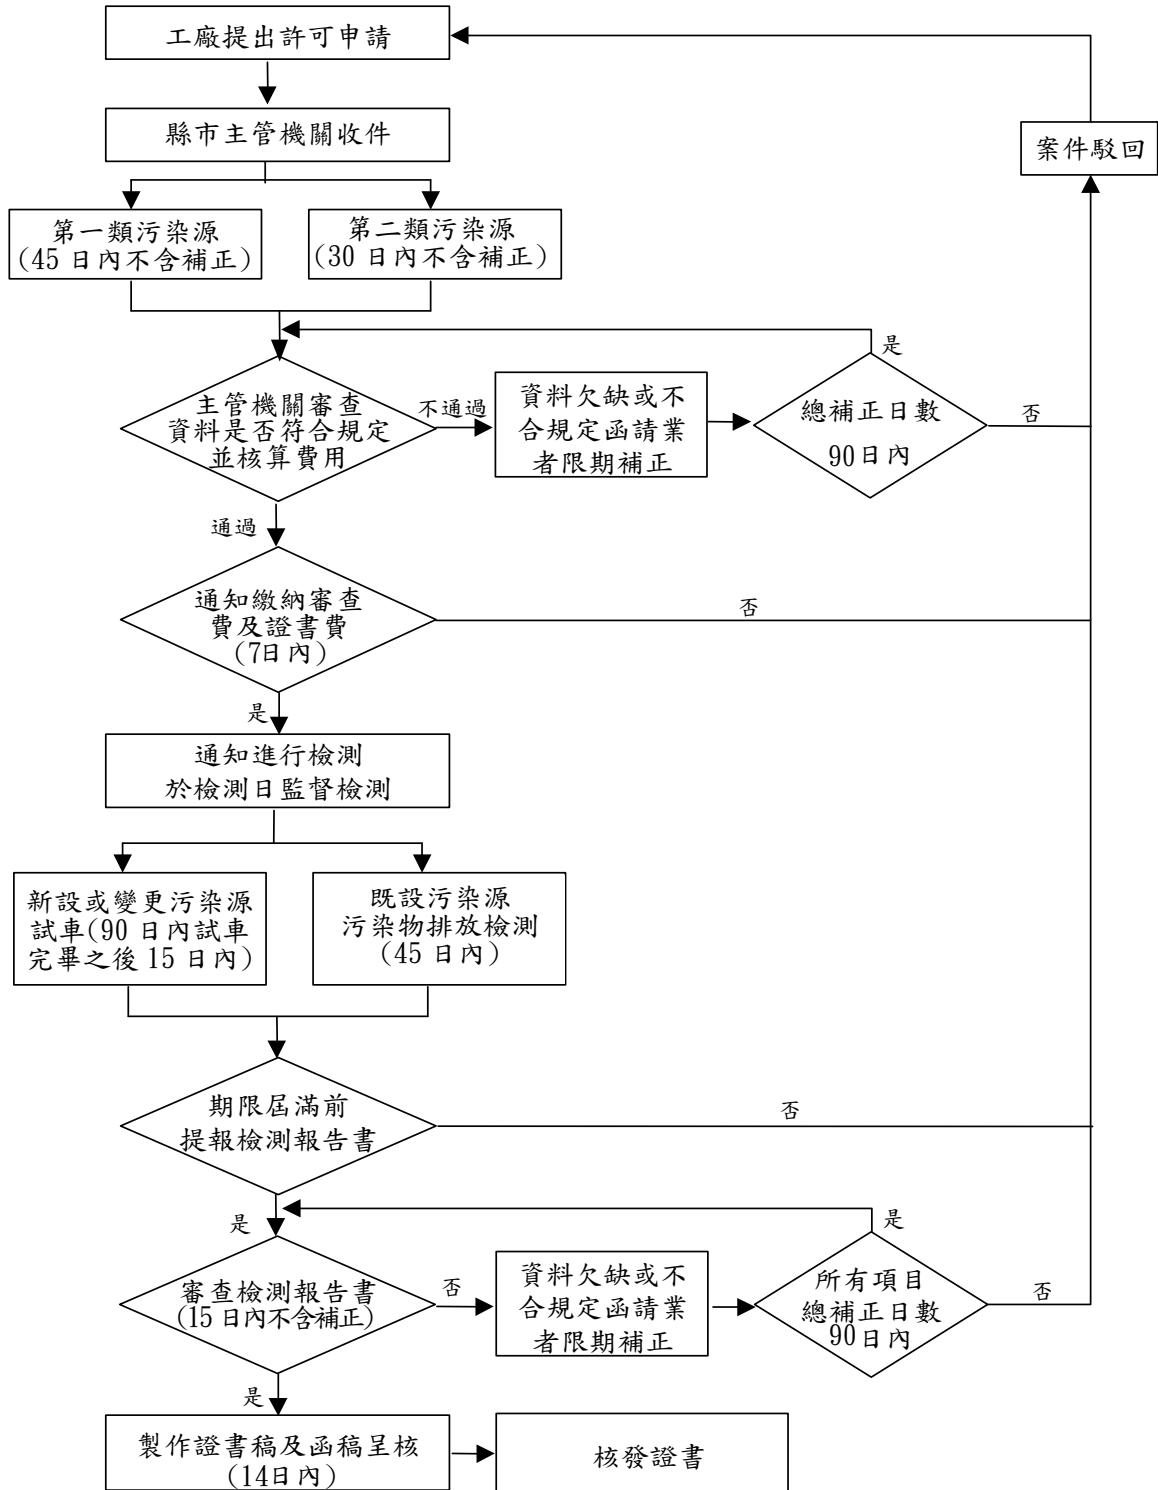 工廠提出許可申請
縣市主管機關收件
案件駁回
第一類污染源
(45 日內不含補正)
第二類污染源
(30 日內不含補正)
是
主管機關審查
資料是否符合規定
並核算費用
不通過
資料欠缺或不
合規定函請業
者限期補正
總補正日數
90日內
否
通過
通知繳納審查
費及證書費
(7日內)
否
是
通知進行檢測
於檢測日監督檢測
新設或變更污染源
試車(90 日內試車
完畢之後 15 日內)
既設污染源
污染物排放檢測
(45 日內)
期限屆滿前
提報檢測報告書
否
是
是
審查檢測報告書
(15 日內不含補正)
否
資料欠缺或不
合規定函請業
者限期補正
所有項目
總補正日數
90日內
否
是
製作證書稿及函稿呈核
(14日內)
核發證書